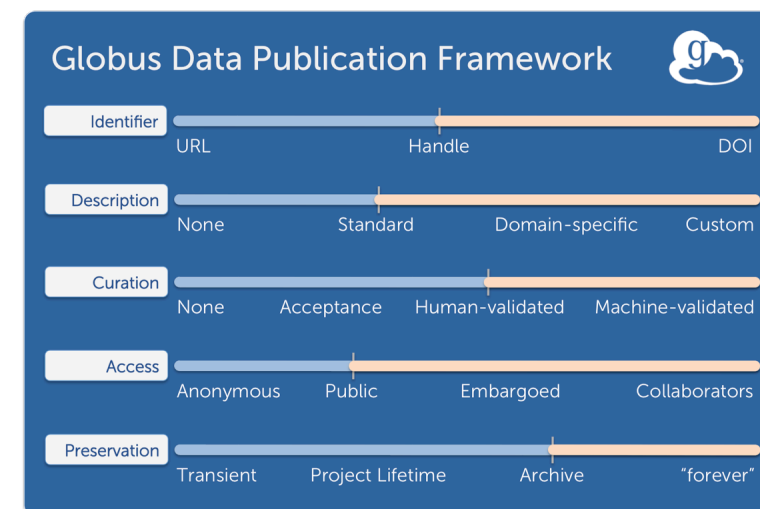 Globus Data Publication Framework
g
Identifier
URL Handle DOI
Description
None Standard Domain-specific Custom
Curation
None Acceptance Human-validated Machine-validated
Access
Anonymous Public Embargoed Collaborators
Preservation
Transient Project Lifetime Archive "forever"